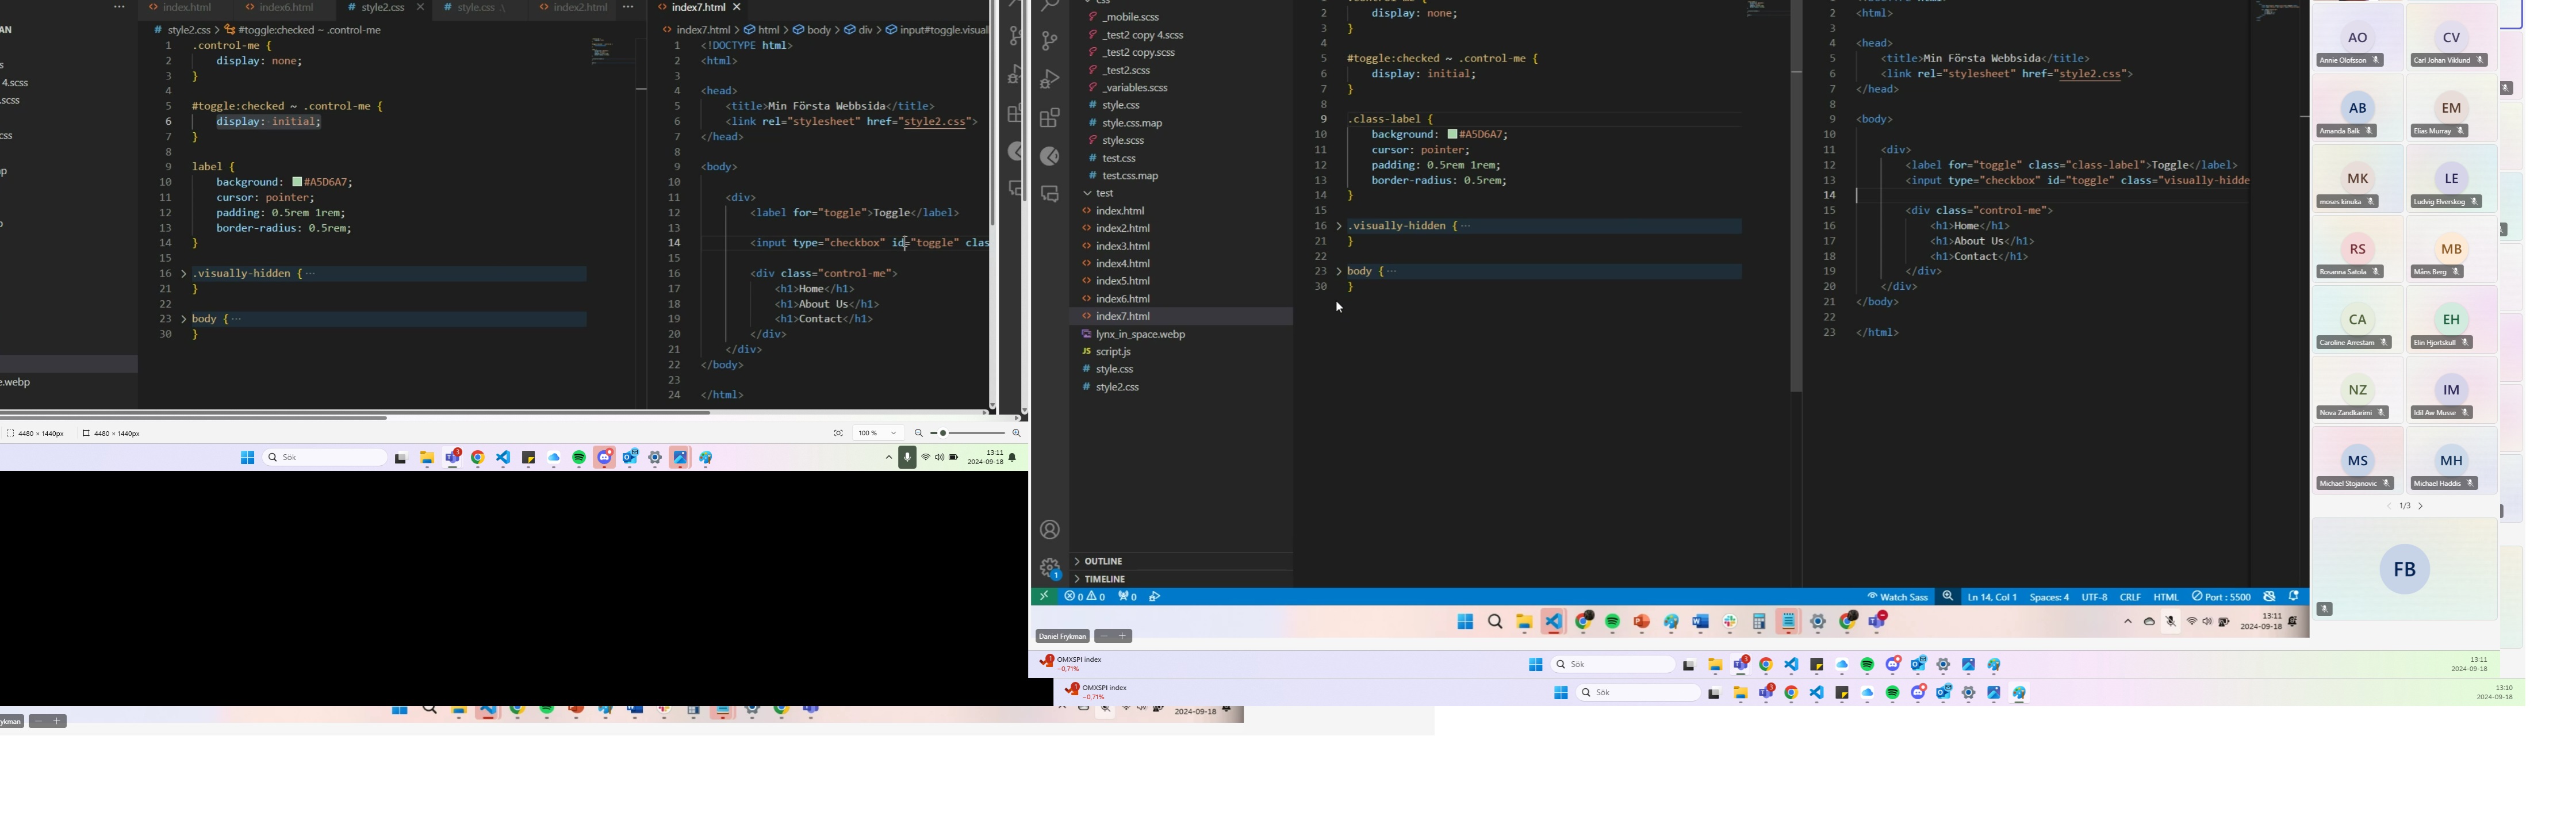 index.html
index6.html
style2.css
style.css .\
index2.html
index7.html
AN
style2.css > #toggle:checked ~ .control-me
index7.html > html > body > div > input#toggle.visual
s
4.scss
.scss
css
p
e.webp
1 .control-me {
2 display: none;
3 }
4
5 #toggle:checked ~ .control-me {
6 display: initial;
7 }
8
9 label {
10 background: #A5D6A7;
11 cursor: pointer;
12 padding: 0.5rem 1rem;
13 border-radius: 0.5rem;
14 }
15
16 .visually-hidden { ...
21 }
22
23 body { ...
30 }
1 <!DOCTYPE html>
2 <html>
3
4 <head>
5 <title>Min Första Webbsida</title>
6 <link rel="stylesheet" href="style2.css">
7 </head>
8
9 <body>
10
11 <div>
12 <label for="toggle">Toggle</label>
13
14 <input type="checkbox" id="toggle" clas
15
16 <div class="control-me">
17 <h1>Home</h1>
18 <h1>About Us</h1>
19 <h1>Contact</h1>
20 </div>
21 </div>
22 </body>
23
24 </html>
4480 × 1440px
4480 × 1440px
100 %
Sök
13:11
2024-09-18
css
_mobile.scss
_test2 copy 4.scss
_test2 copy.scss
_test2.scss
_variables.scss
style.css
style.css.map
style.scss
test.css
test.css.map
test
index.html
index2.html
index3.html
index4.html
index5.html
index6.html
index7.html
lynx_in_space.webp
script.js
style.css
style2.css
OUTLINE
TIMELINE
2 display: none;
3 }
4
5 #toggle:checked ~ .control-me {
6 display: initial;
7 }
8
9 .class-label {
10 background: #A5D6A7;
11 cursor: pointer;
12 padding: 0.5rem 1rem;
13 border-radius: 0.5rem;
14 }
15
16 .visually-hidden { ...
21 }
22
23 body { ...
30 }
2 <html>
3
4 <head>
5 <title>Min Första Webbsida</title>
6 <link rel="stylesheet" href="style2.css">
7 </head>
8
9 <body>
10
11 <div>
12 <label for="toggle" class="class-label">Toggle</label>
13 <input type="checkbox" id="toggle" class="visually-hidde
14
15 <div class="control-me">
16 <h1>Home</h1>
17 <h1>About Us</h1>
18 <h1>Contact</h1>
19 </div>
20 </div>
21 </body>
22
23 </html>
0 0 0
Watch Sass
Ln 14, Col 1
Spaces: 4
UTF-8
CRLF
HTML
Port : 5500
13:11
2024-09-18
Daniel Frykman
OMXSPI index
-0,71%
Sök
13:11
2024-09-18
OMXSPI index
-0,71%
Sök
13:10
2024-09-18
ykman
2024-09-18
AO
Annie Olofsson
CV
Carl Johan Viklund
AB
Amanda Balk
EM
Elias Murray
MK
moses kinuka
LE
Ludvig Elverskog
RS
Rosanna Satola
MB
Måns Berg
CA
Caroline Arrestam
EH
Elin Hjortskull
NZ
Nova Zandkarimi
IM
Idil Aw Musse
MS
Michael Stojanovic
MH
Michael Haddis
1/3
FB